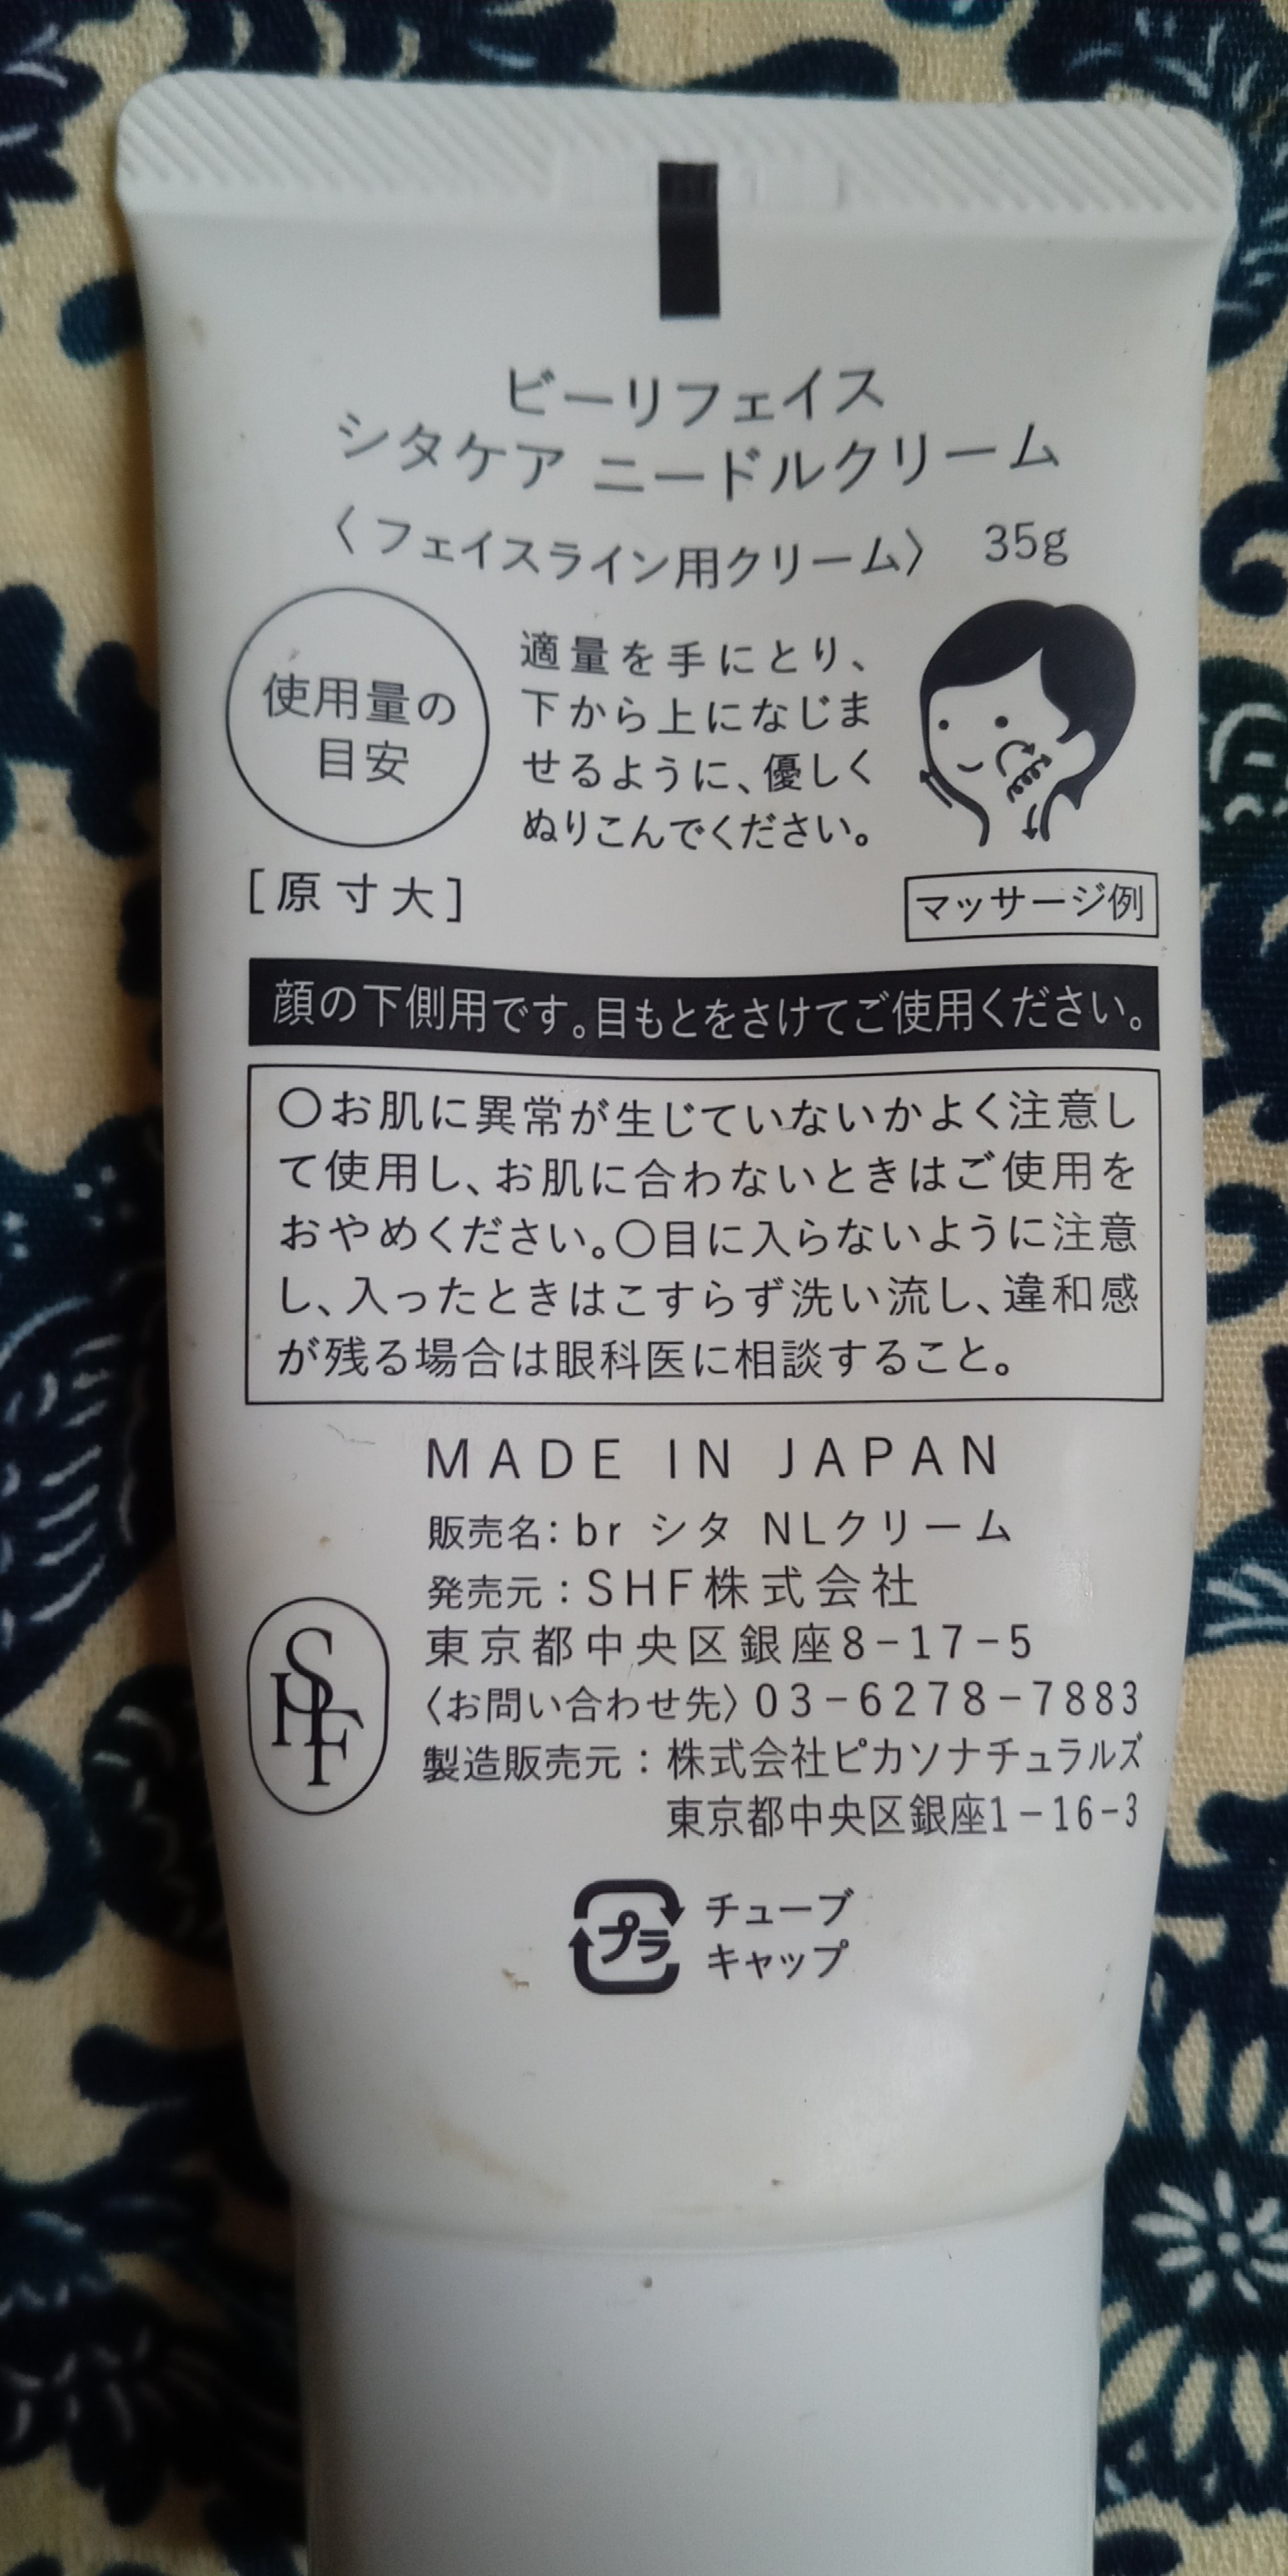 ビーリフェイス
シタケア ニードルクリーム
〈フェイスライン用クリーム〉 35g
使用量の
目安
[原寸大]
適量を手にとり、
下から上になじま
せるように、優しく
ぬりこんでください。
マッサージ例
顔の下側用です。目もとをさけてご使用ください。
○お肌に異常が生じていないかよく注意し
て使用し、お肌に合わないときはご使用を
おやめください。○目に入らないように注意
し、入ったときはこすらず洗い流し、違和感
が残る場合は眼科医に相談すること。
MADE IN JAPAN
販売名：br シタ NLクリーム
発売元：SHF株式会社
東京都中央区銀座8-17-5
〈お問い合わせ先〉03-6278-7883
製造販売元：株式会社ピカソナチュラルズ
東京都中央区銀座1-16-3
SHF
プラ
チューブ
キャップ